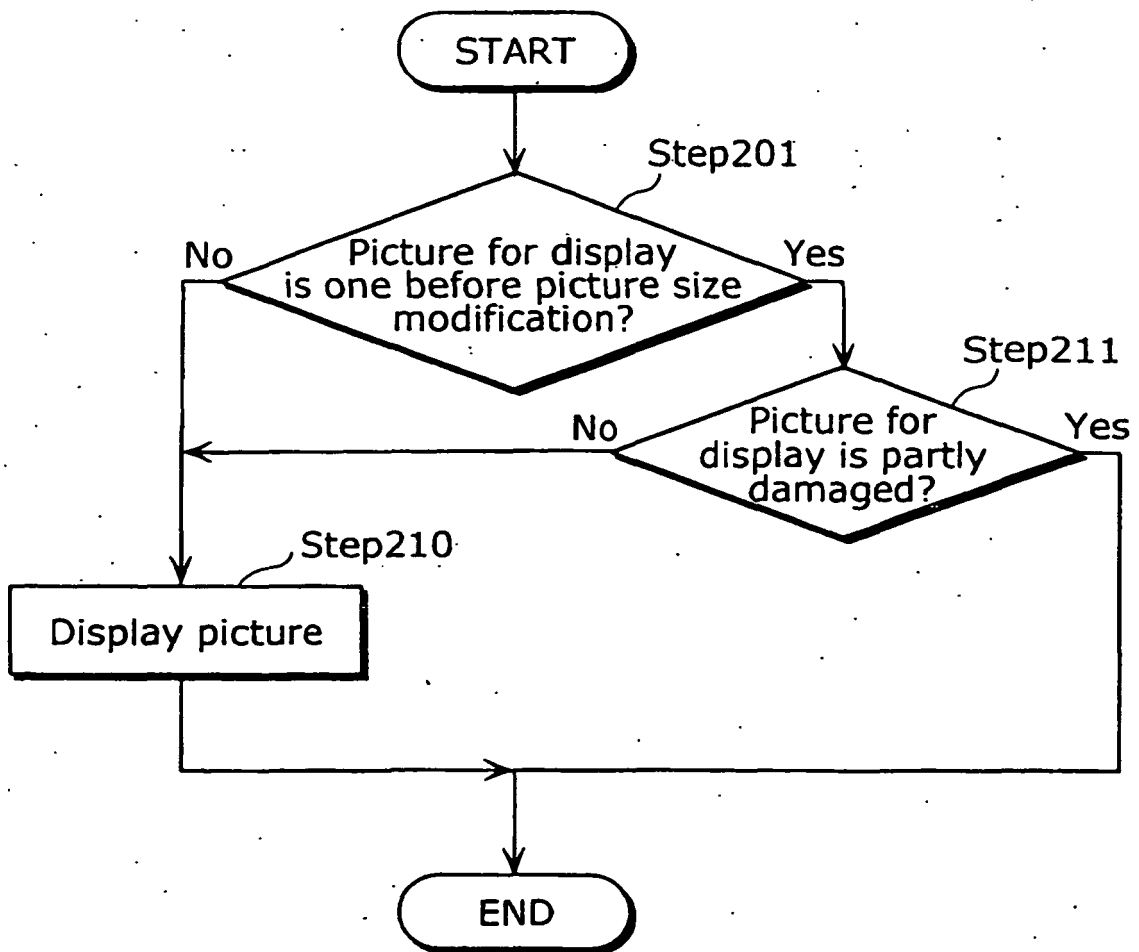 START
Step201
No
Picture for display
is one before picture size
modification?
Yes
Step211
No
Picture for
display is partly
damaged?
Yes
Step210
Display picture
END